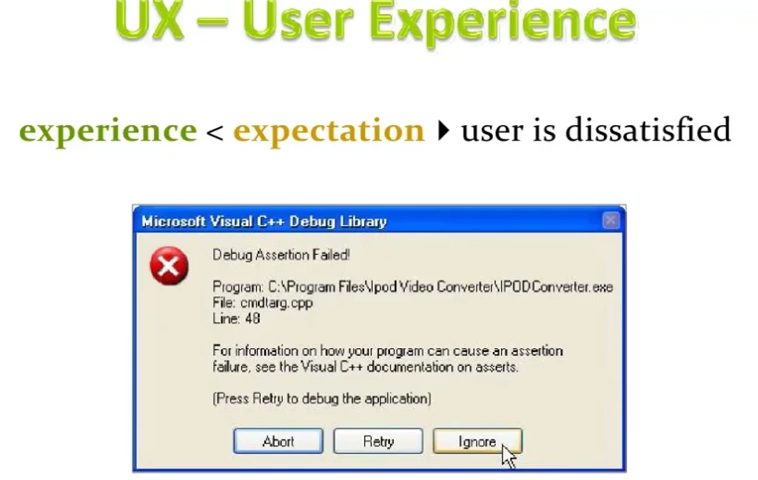 UX – User Experience
experience < expectation ▶ user is dissatisfied
Microsoft Visual C++ Debug Library
Debug Assertion Failed!
Program: C:\Program Files\Ipod Video Converter\IPODConverter.exe
File: cmdtarg.cpp
Line: 48
For information on how your program can cause an assertion
failure, see the Visual C++ documentation on asserts.
(Press Retry to debug the application)
Abort Retry Ignore